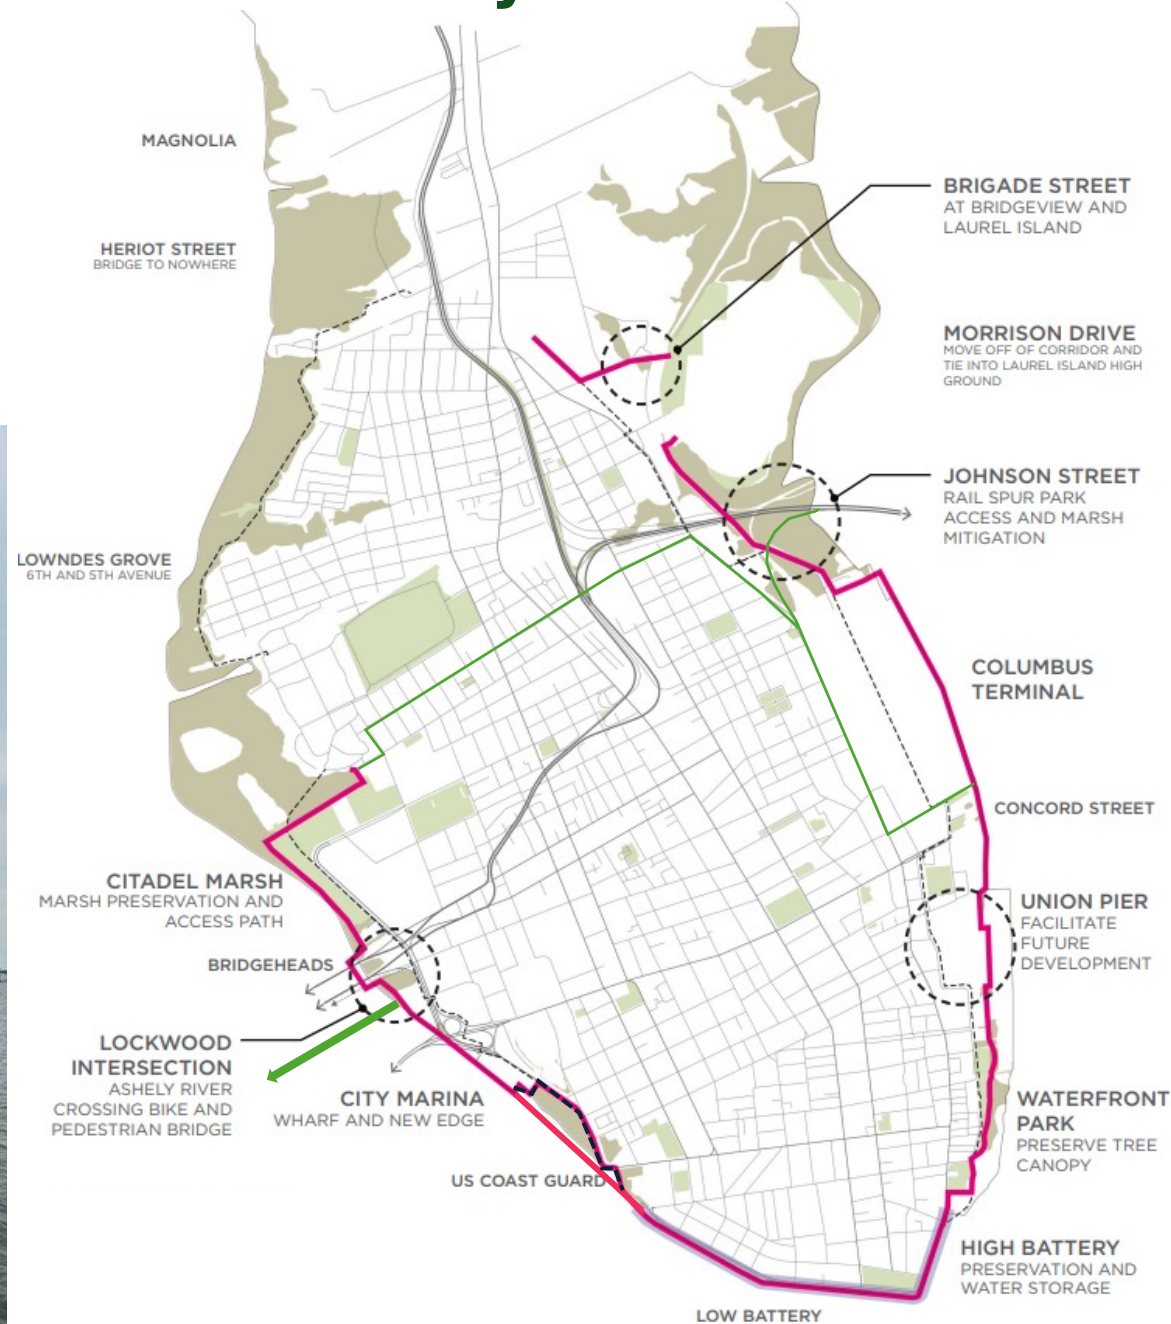 MAGNOLIA
BRIGADE STREET
AT BRIDGEVIEW AND
LAUREL ISLAND
HERIOT STREET
BRIDGE TO NOWHERE
MORRISON DRIVE
MOVE OFF OF CORRIDOR AND
TIE INTO LAUREL ISLAND HIGH
GROUND
JOHNSON STREET
RAIL SPUR PARK
ACCESS AND MARSH
MITIGATION
LOWNDES GROVE
6TH AND 5TH AVENUE
COLUMBUS
TERMINAL
CONCORD STREET
CITADEL MARSH
MARSH PRESERVATION AND
ACCESS PATH
UNION PIER
FACILITATE
FUTURE
DEVELOPMENT
BRIDGEHEADS
LOCKWOOD
INTERSECTION
ASHELY RIVER
CROSSING BIKE AND
PEDESTRIAN BRIDGE
CITY MARINA
WHARF AND NEW EDGE
WATERFRONT
PARK
PRESERVE TREE
CANOPY
US COAST GUARD
HIGH BATTERY
PRESERVATION AND
WATER STORAGE
LOW BATTERY